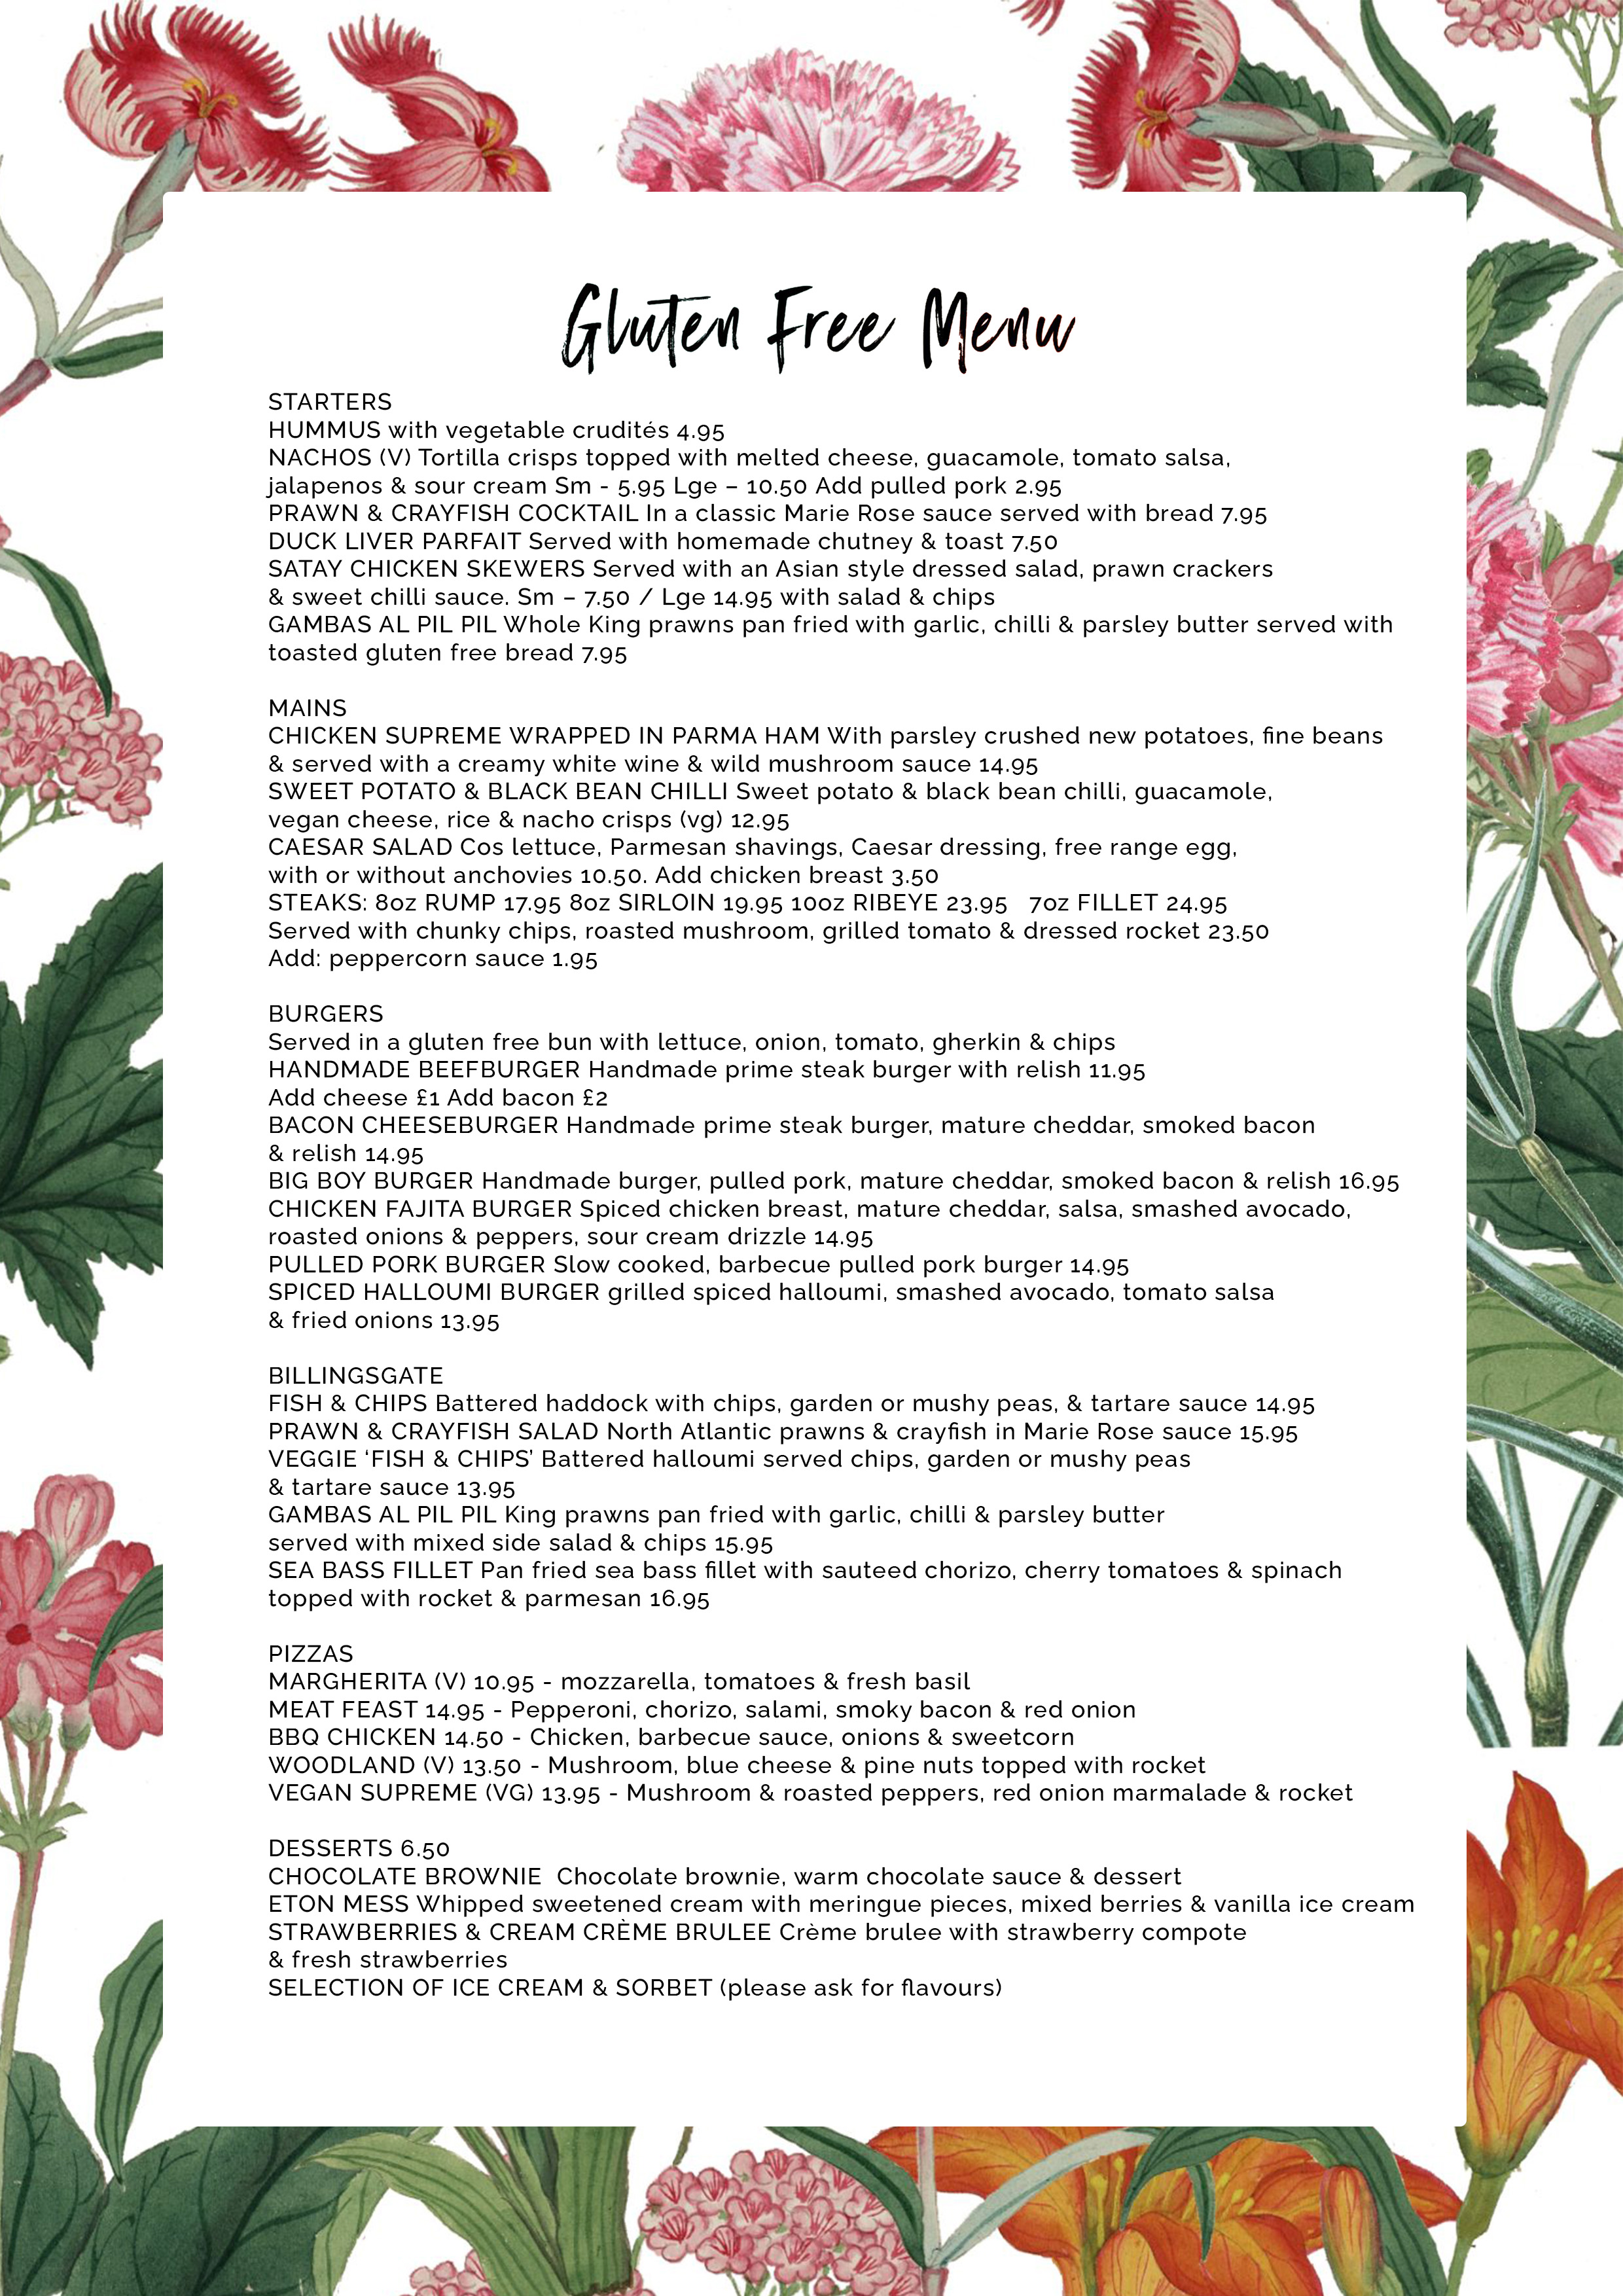 Gluten Free Menu
STARTERS
HUMMUS with vegetable crudités 4.95
NACHOS (V) Tortilla crisps topped with melted cheese, guacamole, tomato salsa,
jalapenos & sour cream Sm - 5.95 Lge – 10.50 Add pulled pork 2.95
PRAWN & CRAYFISH COCKTAIL In a classic Marie Rose sauce served with bread 7.95
DUCK LIVER PARFAIT Served with homemade chutney & toast 7.50
SATAY CHICKEN SKEWERS Served with an Asian style dressed salad, prawn crackers
& sweet chilli sauce. Sm – 7.50 / Lge 14.95 with salad & chips
GAMBAS AL PIL PIL Whole King prawns pan fried with garlic, chilli & parsley butter served with
toasted gluten free bread 7.95
MAINS
CHICKEN SUPREME WRAPPED IN PARMA HAM With parsley crushed new potatoes, fine beans
& served with a creamy white wine & wild mushroom sauce 14.95
SWEET POTATO & BLACK BEAN CHILLI Sweet potato & black bean chilli, guacamole,
vegan cheese, rice & nacho crisps (vg) 12.95
CAESAR SALAD Cos lettuce, Parmesan shavings, Caesar dressing, free range egg,
with or without anchovies 10.50. Add chicken breast 3.50
STEAKS: 8oz RUMP 17.95 8oz SIRLOIN 19.95 10oz RIBEYE 23.95   7oz FILLET 24.95
Served with chunky chips, roasted mushroom, grilled tomato & dressed rocket 23.50
Add: peppercorn sauce 1.95
BURGERS
Served in a gluten free bun with lettuce, onion, tomato, gherkin & chips
HANDMADE BEEFBURGER Handmade prime steak burger with relish 11.95
Add cheese £1 Add bacon £2
BACON CHEESEBURGER Handmade prime steak burger, mature cheddar, smoked bacon
& relish 14.95
BIG BOY BURGER Handmade burger, pulled pork, mature cheddar, smoked bacon & relish 16.95
CHICKEN FAJITA BURGER Spiced chicken breast, mature cheddar, salsa, smashed avocado,
roasted onions & peppers, sour cream drizzle 14.95
PULLED PORK BURGER Slow cooked, barbecue pulled pork burger 14.95
SPICED HALLOUMI BURGER grilled spiced halloumi, smashed avocado, tomato salsa
& fried onions 13.95
BILLINGSGATE
FISH & CHIPS Battered haddock with chips, garden or mushy peas, & tartare sauce 14.95
PRAWN & CRAYFISH SALAD North Atlantic prawns & crayfish in Marie Rose sauce 15.95
VEGGIE ‘FISH & CHIPS’ Battered halloumi served chips, garden or mushy peas
& tartare sauce 13.95
GAMBAS AL PIL PIL King prawns pan fried with garlic, chilli & parsley butter
served with mixed side salad & chips 15.95
SEA BASS FILLET Pan fried sea bass fillet with sauteed chorizo, cherry tomatoes & spinach
topped with rocket & parmesan 16.95
PIZZAS
MARGHERITA (V) 10.95 - mozzarella, tomatoes & fresh basil
MEAT FEAST 14.95 - Pepperoni, chorizo, salami, smoky bacon & red onion
BBQ CHICKEN 14.50 - Chicken, barbecue sauce, onions & sweetcorn
WOODLAND (V) 13.50 - Mushroom, blue cheese & pine nuts topped with rocket
VEGAN SUPREME (VG) 13.95 - Mushroom & roasted peppers, red onion marmalade & rocket
DESSERTS 6.50
CHOCOLATE BROWNIE  Chocolate brownie, warm chocolate sauce & dessert
ETON MESS Whipped sweetened cream with meringue pieces, mixed berries & vanilla ice cream
STRAWBERRIES & CREAM CRÈME BRULEE Crème brulee with strawberry compote
& fresh strawberries
SELECTION OF ICE CREAM & SORBET (please ask for flavours)